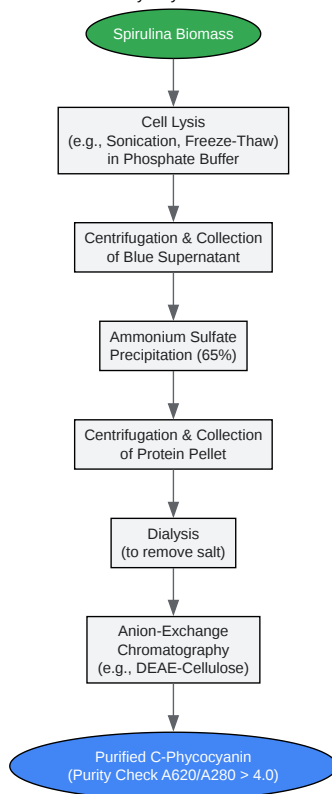 Spirulina Biomass
Cell Lysis
(e.g., Sonication, Freeze-Thaw)
in Phosphate Buffer
Centrifugation & Collection
of Blue Supernatant
Ammonium Sulfate
Precipitation (65%)
Centrifugation & Collection
of Protein Pellet
Dialysis
(to remove salt)
Anion-Exchange
Chromatography
(e.g., DEAE-Cellulose)
Purified C-Phycocyanin
(Purity Check A620/A280 > 4.0)